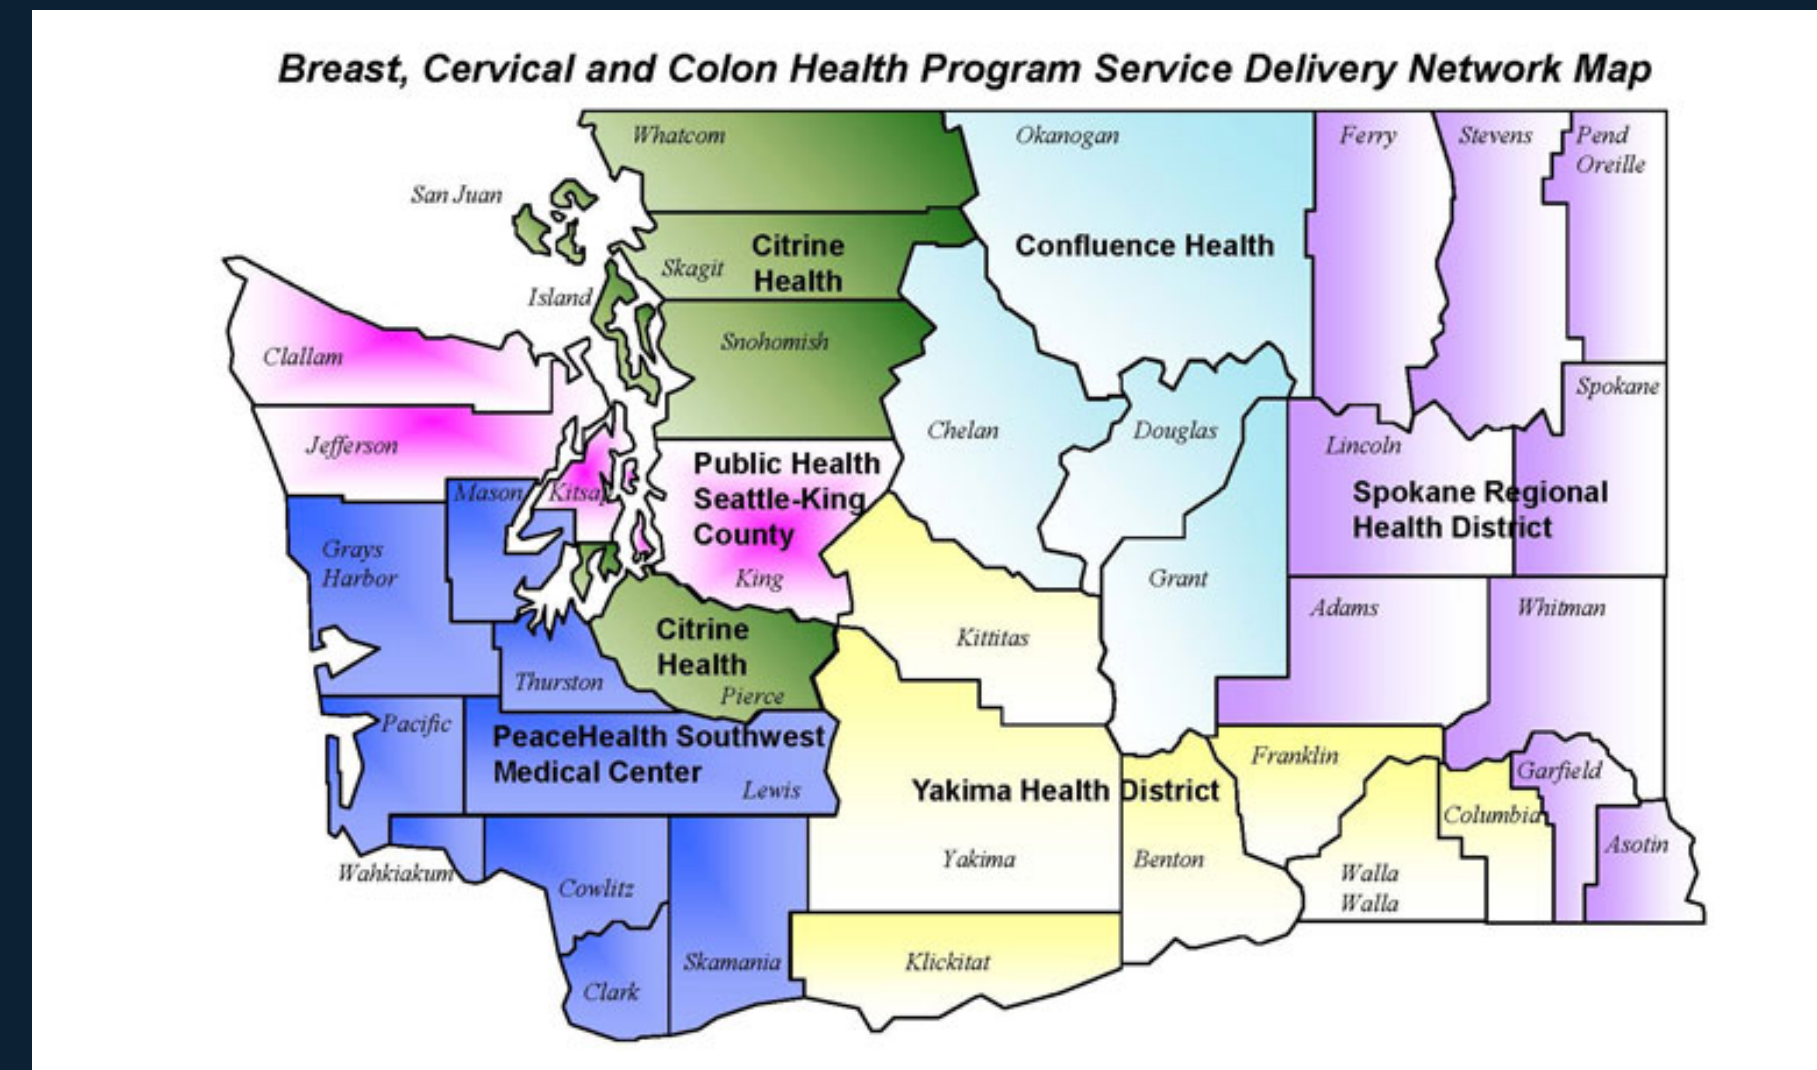 Breast, Cervical and Colon Health Program Service Delivery Network Map
Whatcom
Okanogan
Ferry
Stevens
Pend
Oreille
San Juan
Citrine
Health
Confluence Health
Skagit
Island
Snohomish
Clallam
Spokane
Chelan
Douglas
Jefferson
Lincoln
Public Health
Seattle-King
County
King
Mason
Kitsap
Spokane Regional
Health District
Grays
Harbor
Grant
Adams
Whitman
Citrine
Health
Pierce
Kittitas
Thurston
Pacific
PeaceHealth Southwest
Medical Center
Lewis
Franklin
Garfield
Yakima Health District
Columbia
Yakima
Benton
Asotin
Walla
Walla
Wahkiakum
Cowlitz
Skamania
Klickitat
Clark